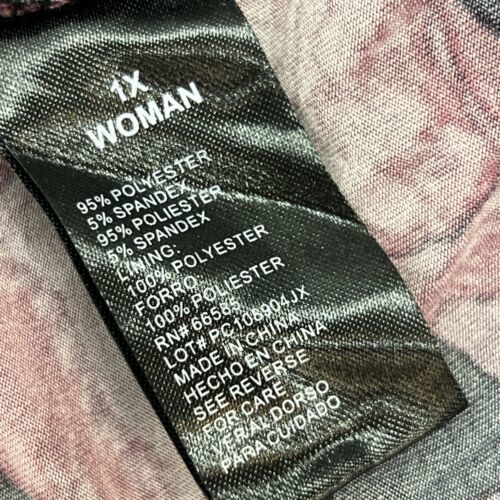 1X
WOMAN
95% POLYESTER
5% SPANDEX
95% POLIESTER
5% SPANDEX
LINING:
100% POLYESTER
FORRO
100% POLIESTER
RN# 66585
LOT# PC108904JX
MADE IN CHINA
HECHO EN CHINA
SEE REVERSE
FOR CARE
VER AL DORSO
PARA CUIDADO